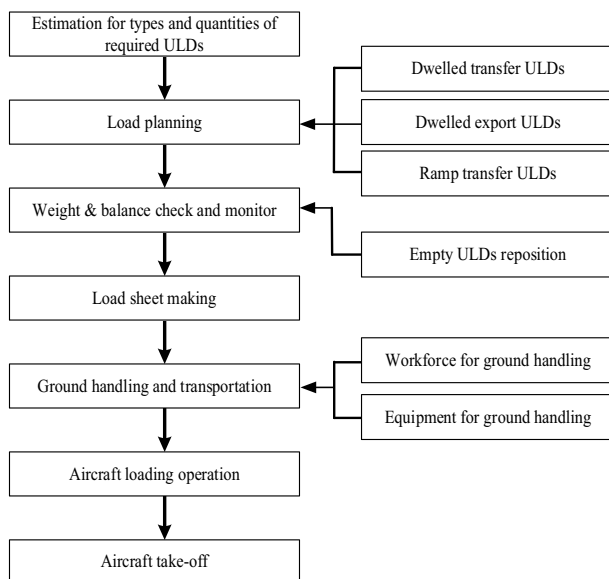 Estimation for types and quantities of
required ULDs
Dwelled transfer ULDs
Load planning
Dwelled export ULDs
Ramp transfer ULDs
Weight & balance check and monitor
Empty ULDs reposition
Load sheet making
Workforce for ground handling
Ground handling and transportation
Equipment for ground handling
Aircraft loading operation
Aircraft take-off